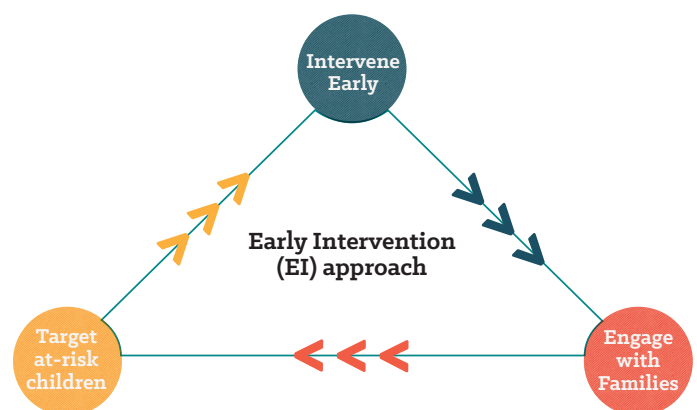 Intervene
Early
Early Intervention
(EI) approach
Target
at-risk
children
Engage
with
Families